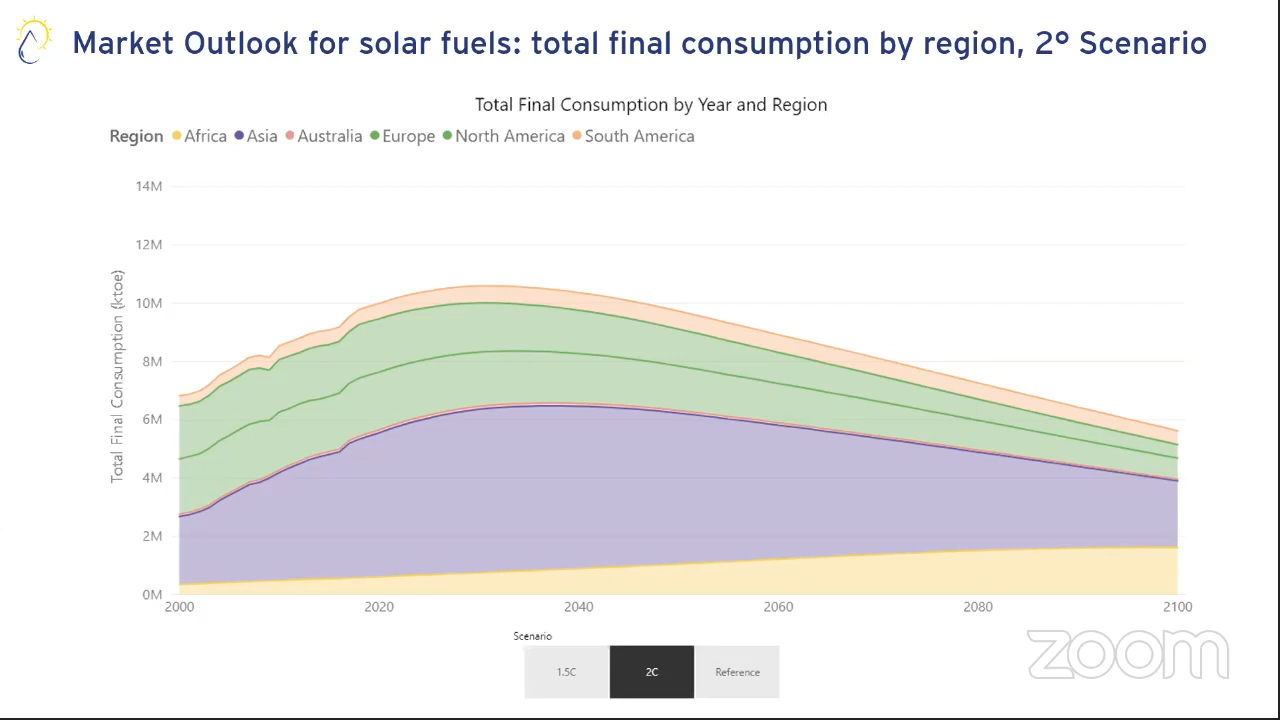 Market Outlook for solar fuels: total final consumption by region, 2° Scenario
Total Final Consumption by Year and Region
Region Africa Asia Australia Europe North America South America
Total Final Consumption (ktoe)
14M
12M
10M
8M
6M
4M
2M
0M
2000 2020 2040 2060 2080 2100
Scenario
1.5C 2C Reference
zoom